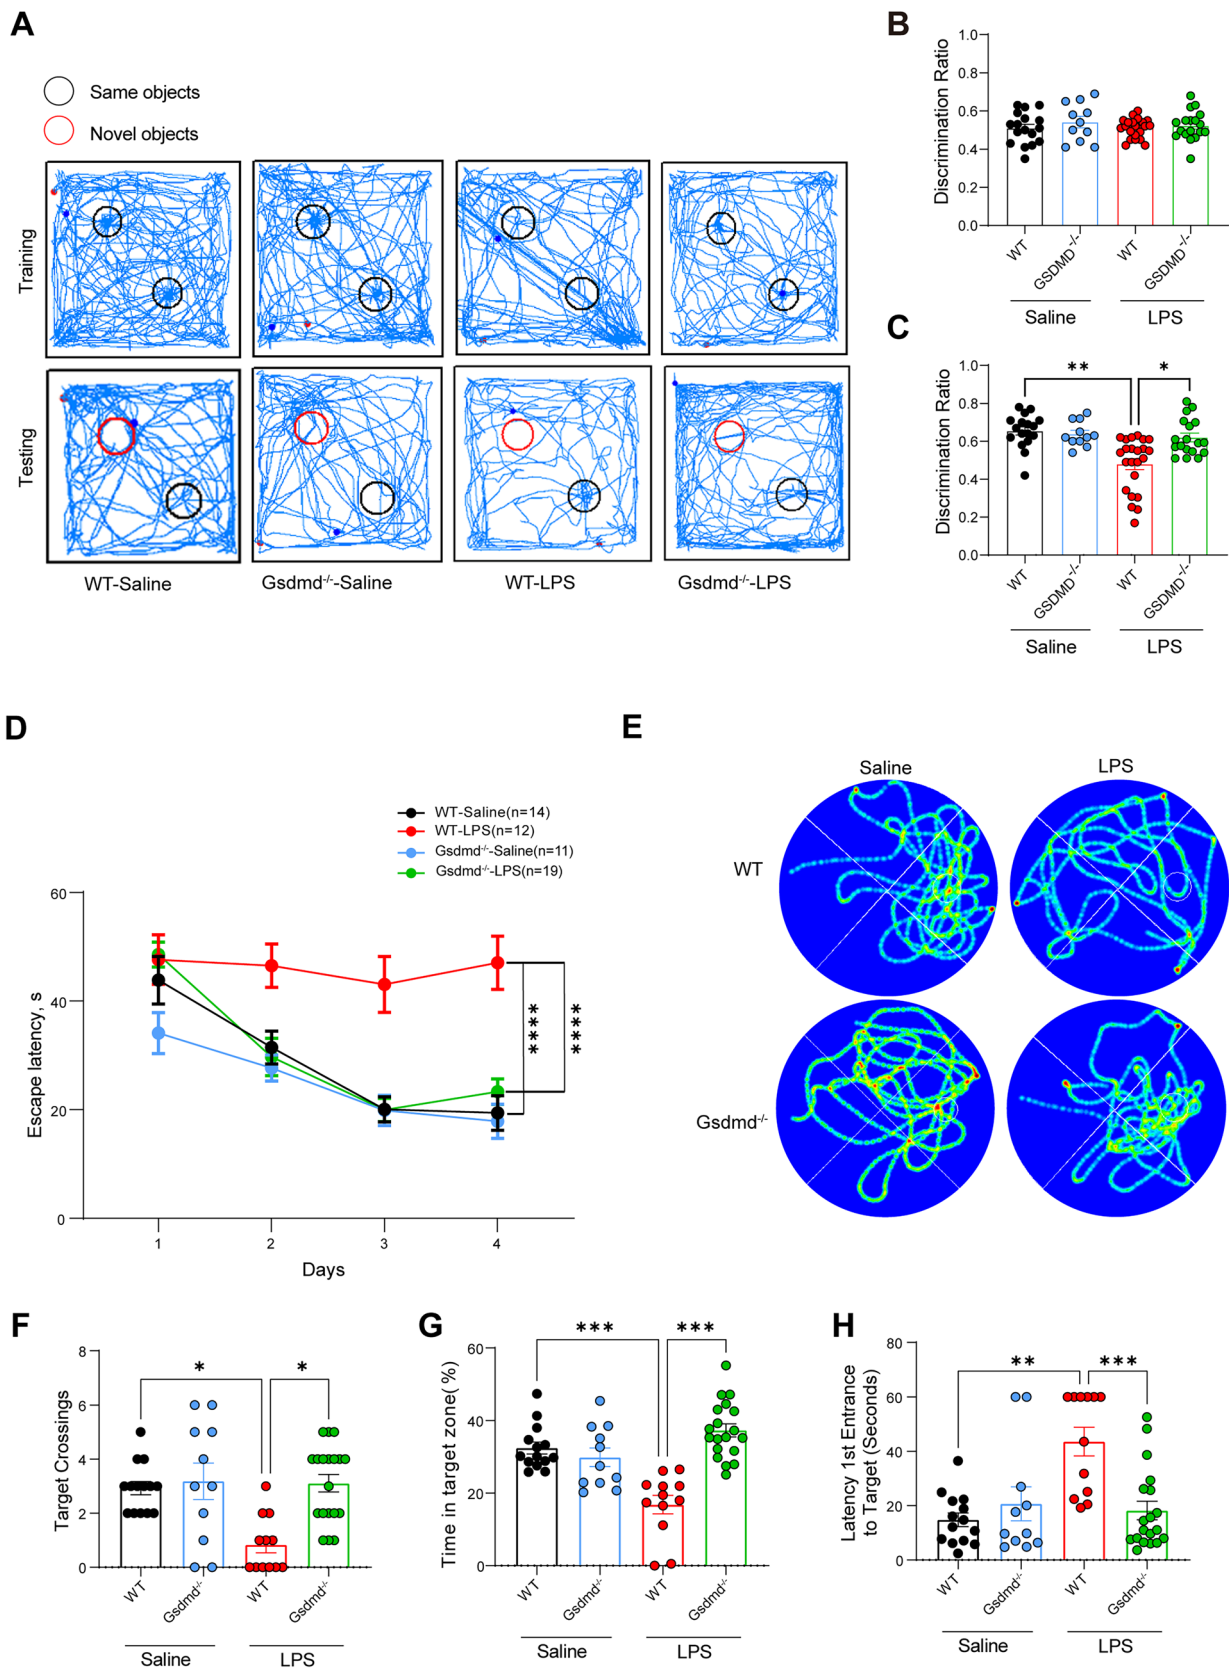 A
Same objects
Novel objects
Training
Testing
WT-Saline
Gsdmd-/--Saline
WT-LPS
Gsdmd-/--LPS
B
Discrimination Ratio
1.0
0.8
0.6
0.4
0.2
0.0
WT
GSDMD-/-
WT
GSDMD-/-
Saline
LPS
C
Discrimination Ratio
1.0
0.8
0.6
0.4
0.2
0.0
**
*
WT
GSDMD-/-
WT
GSDMD-/-
Saline
LPS
D
WT-Saline(n=14)
WT-LPS(n=12)
Gsdmd-/--Saline(n=11)
Gsdmd-/--LPS(n=19)
Escape latency, s
60
40
20
0
****
****
1
2
3
4
Days
E
Saline
LPS
WT
Gsdmd-/-
F
Target Crossings
8
6
4
2
0
*
*
WT
Gsdmd-/-
WT
Gsdmd-/-
Saline
LPS
G
Time in target zone( %)
60
40
20
0
***
***
WT
Gsdmd-/-
WT
Gsdmd-/-
Saline
LPS
H
Latency 1st Entrance
to Target (Seconds)
80
60
40
20
0
**
***
WT
Gsdmd-/-
WT
Gsdmd-/-
Saline
LPS